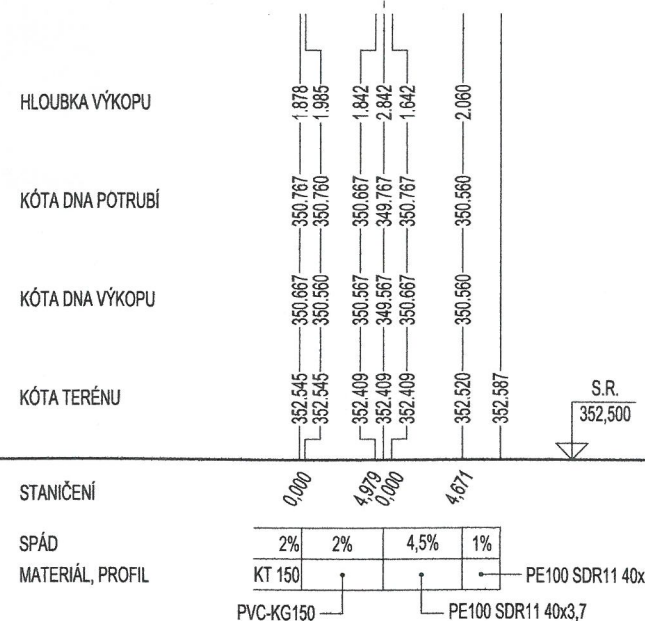 HLOUBKA VÝKOPU 1.878 1.985 1.842 2.842 1.642 2.060
KÓTA DNA POTRUBÍ 350.767 350.760 350.667 349.767 350.767 350.560
KÓTA DNA VÝKOPU 350.667 350.560 350.567 349.567 350.667 350.560
KÓTA TERÉNU 352.545 352.545 352.409 352.409 352.409 352.520 352.587
S.R.
352,500
STANIČENÍ 0,000 4,979 0,000 4,671
SPÁD 2% 2% 4,5% 1%
MATERIÁL, PROFIL KT 150 PE100 SDR11 40x
PVC-KG150 PE100 SDR11 40x3,7